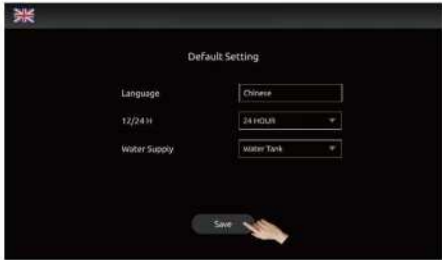 Default Setting
Language
Chinese
12/24 H
24 HOUR
Water Supply
Water Tank
Save